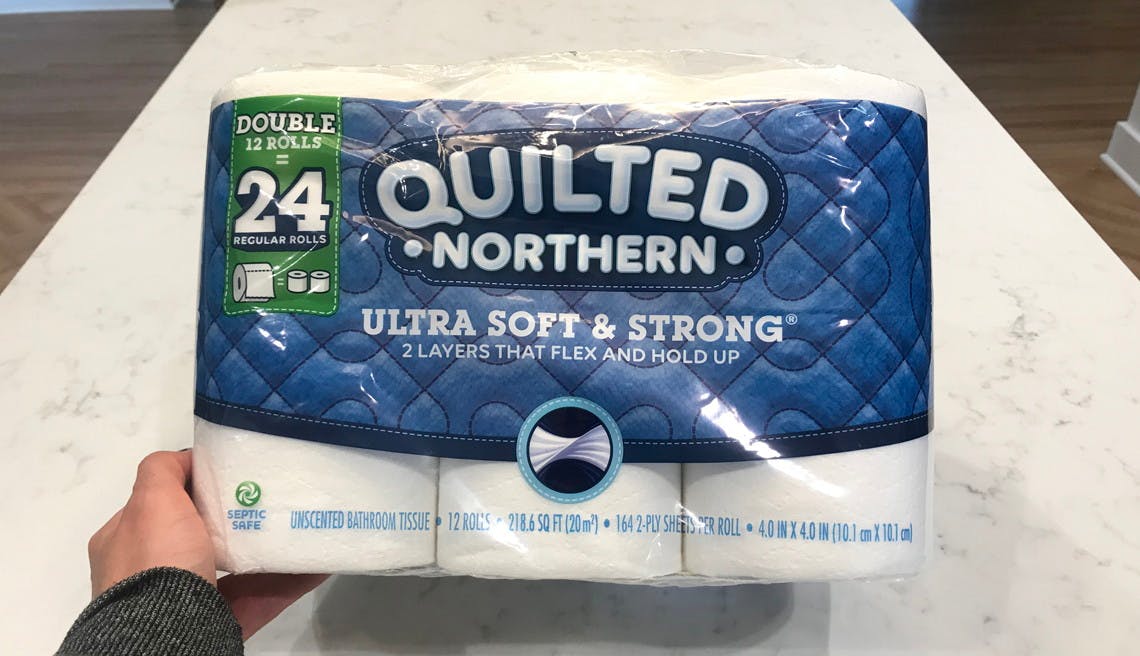 DOUBLE
12 ROLLS
=
24
REGULAR ROLLS
=
QUILTED
• NORTHERN •
ULTRA SOFT & STRONG®
2 LAYERS THAT FLEX AND HOLD UP
SEPTIC
SAFE
UNSCENTED BATHROOM TISSUE • 12 ROLLS • 218.6 SQ FT (20 m²) • 164 2-PLY SHEETS PER ROLL • 4.0 IN X 4.0 IN (10.1 cm X 10.1 cm)